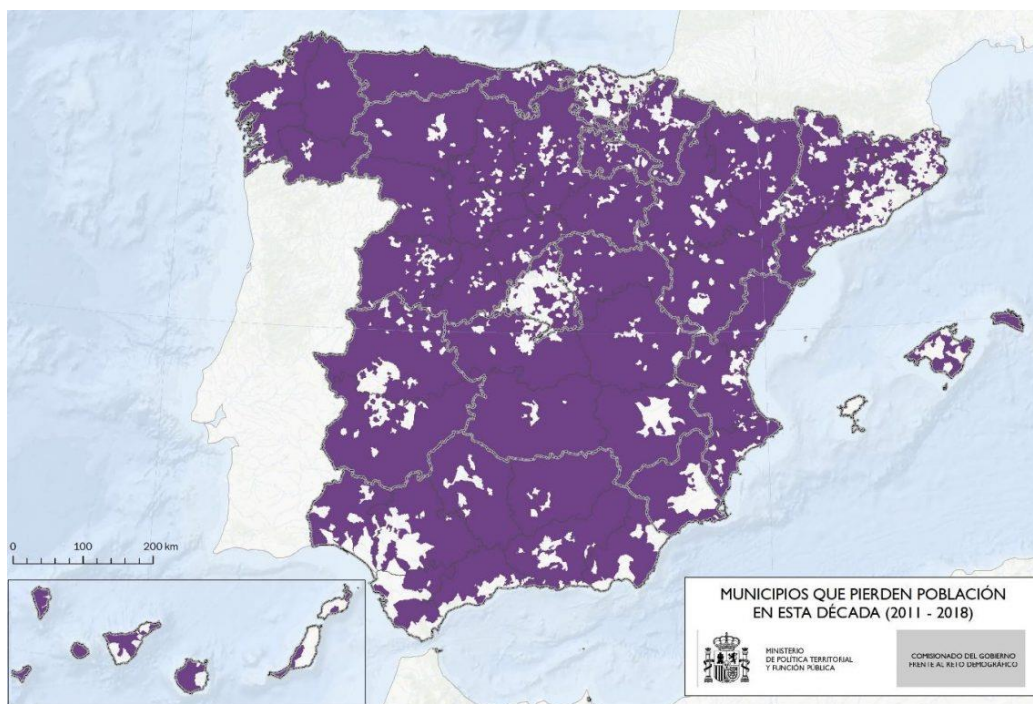 0 100 200 km
MUNICIPIOS QUE PIERDEN POBLACIÓN
EN ESTA DÉCADA (2011 - 2018)
MINISTERIO
DE POLÍTICA TERRITORIAL
Y FUNCIÓN PÚBLICA
COMISIONADO DEL GOBIERNO
FRENTE AL RETO DEMOGRÁFICO